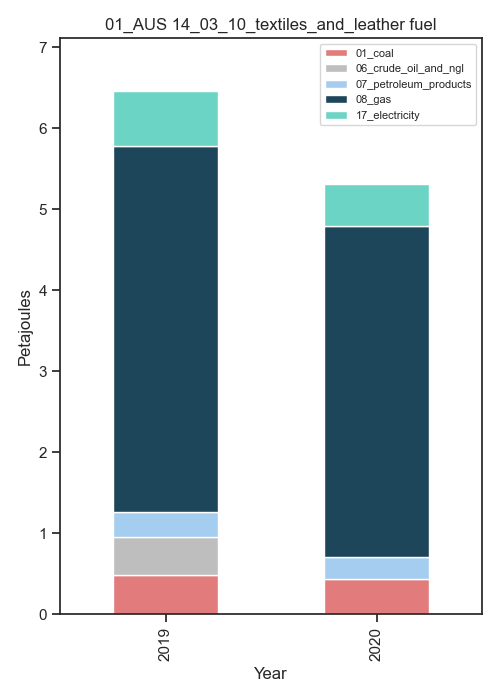 01_AUS 14_03_10_textiles_and_leather fuel
7
6
5
4
3
2
1
0
Petajoules
01_coal
06_crude_oil_and_ngl
07_petroleum_products
08_gas
17_electricity
2019
2020
Year